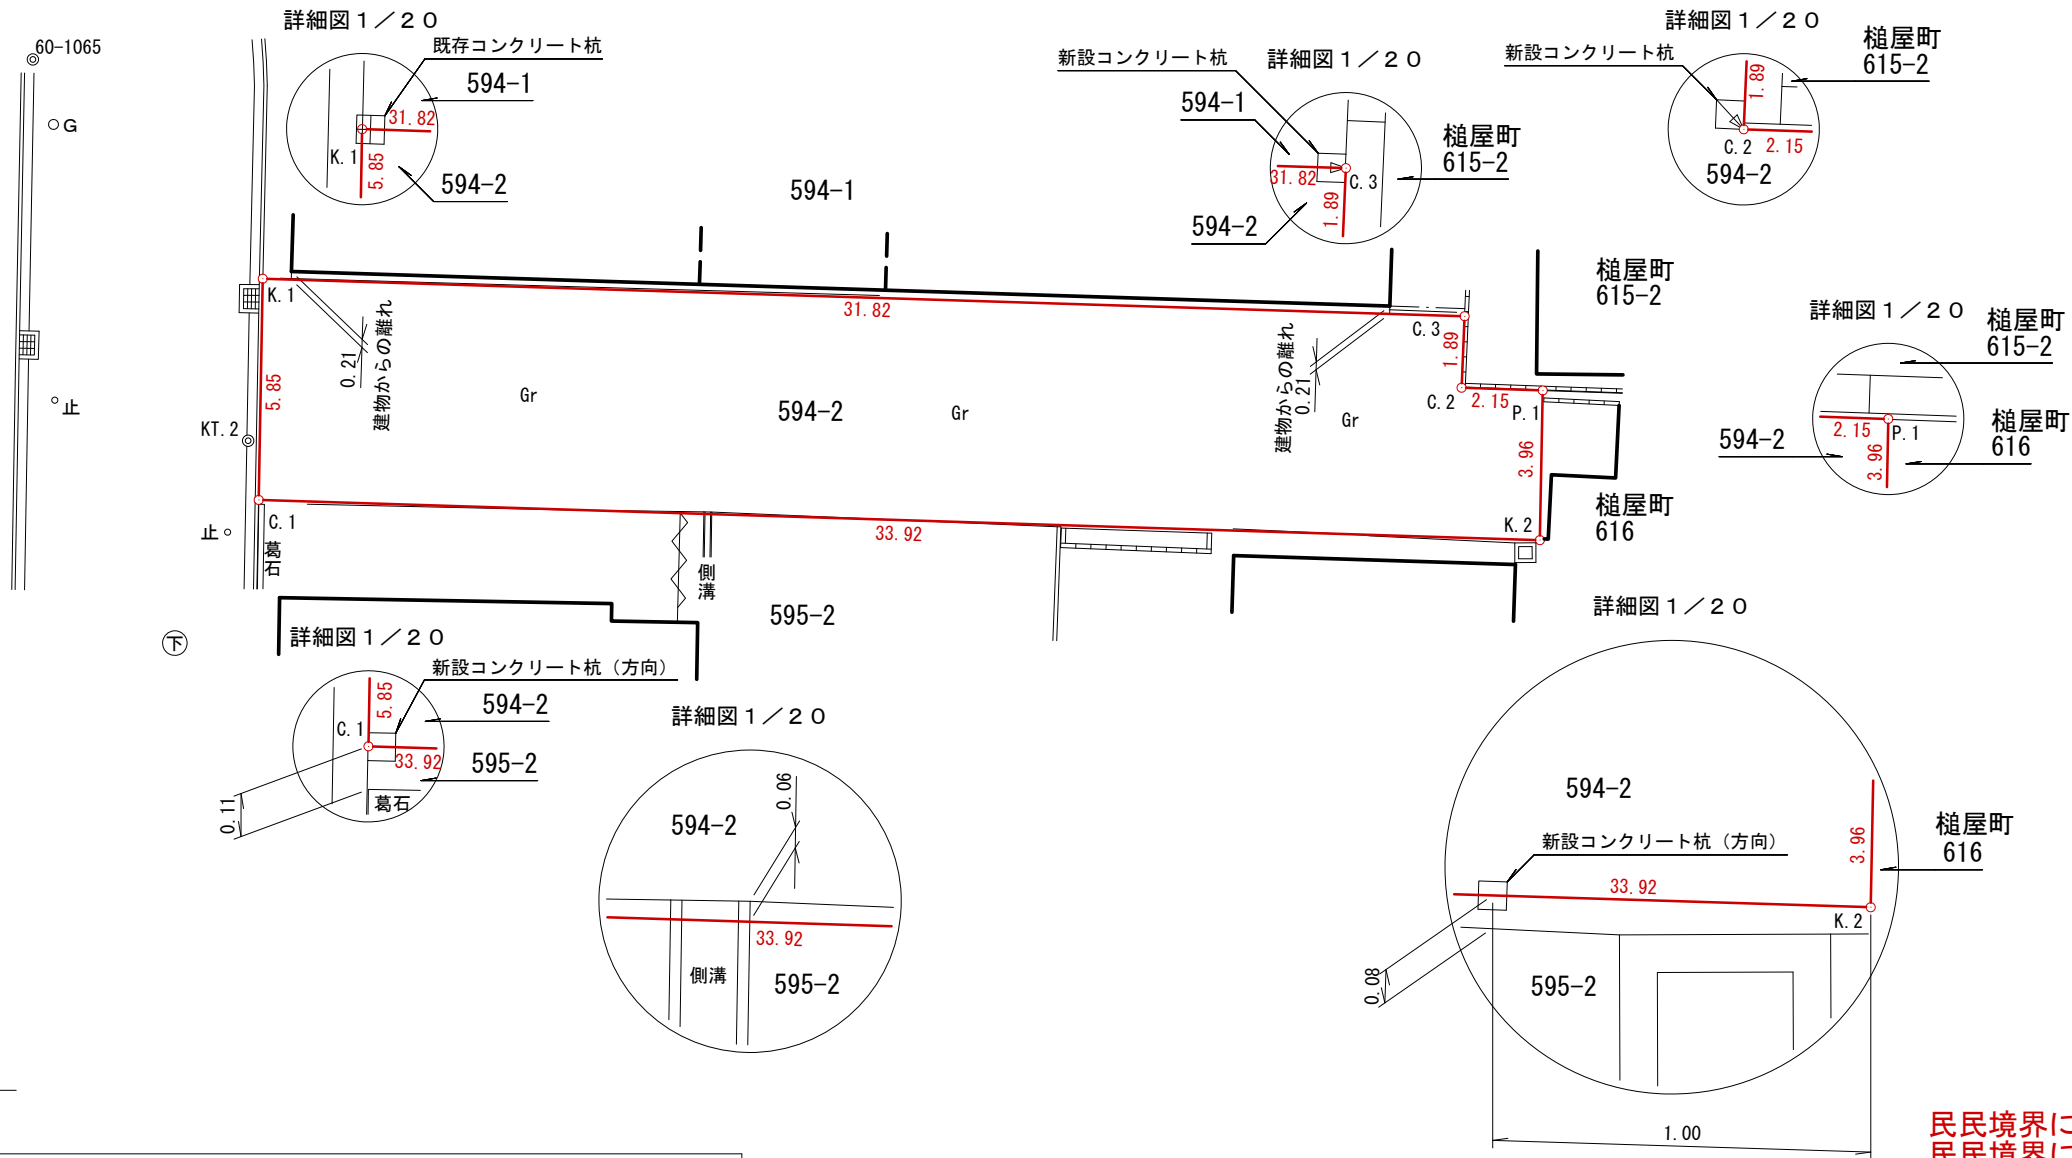 詳細図１／２０
60-1065
既存コンクリート杭
594-1
31.82
K.1
5.85
594-2
G
止
594-1
新設コンクリート杭
詳細図１／２０
594-1
槌屋町
615-2
31.82
C.3
1.89
594-2
詳細図１／２０
新設コンクリート杭
槌屋町
615-2
1.89
C.2
2.15
594-2
槌屋町
615-2
K.1
31.82
C.3
1.89
C.2
2.15
P.1
5.85
0.21
建物からの離れ
Gr
594-2
Gr
建物からの離れ
0.21
Gr
3.96
KT.2
C.1
止
葛石
33.92
K.2
槌屋町
616
側溝
595-2
詳細図１／２０
槌屋町
615-2
2.15
P.1
594-2
3.96
槌屋町
616
下
詳細図１／２０
新設コンクリート杭（方向）
5.85
594-2
C.1
33.92
595-2
葛石
0.11
詳細図１／２０
0.06
594-2
33.92
側溝
595-2
詳細図１／２０
594-2
新設コンクリート杭（方向）
3.96
槌屋町
616
33.92
K.2
0.08
595-2
1.00
民民境界に
民民境界に